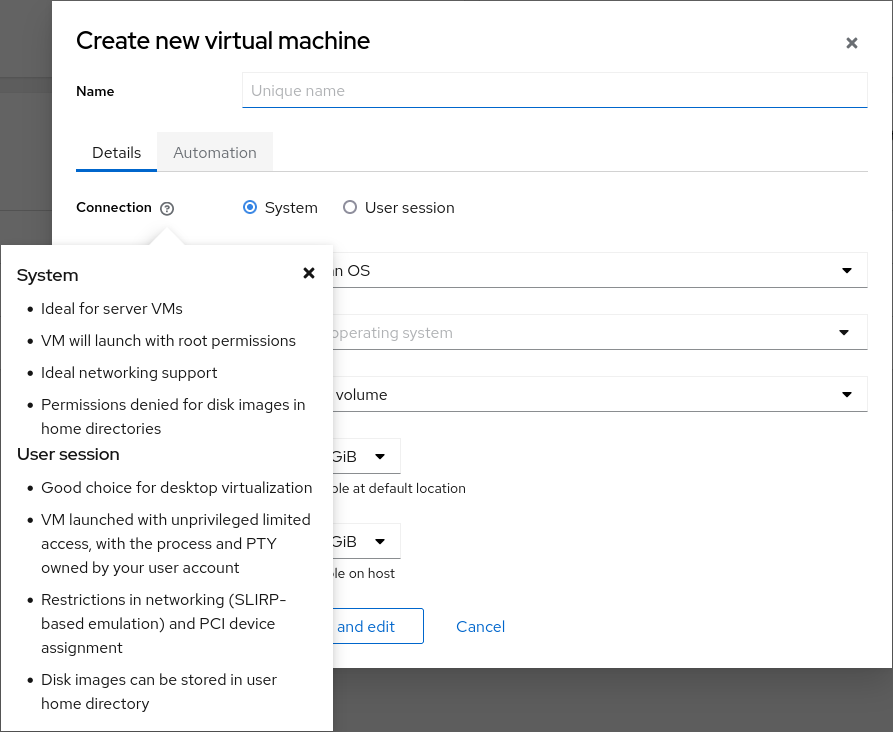 Create new virtual machine
Name
Unique name
Details
Automation
Connection
System
User session
System
• Ideal for server VMs
• VM will launch with root permissions
• Ideal networking support
• Permissions denied for disk images in
home directories
User session
• Good choice for desktop virtualization
• VM launched with unprivileged limited
access, with the process and PTY
owned by your user account
• Restrictions in networking (SLIRP-
based emulation) and PCI device
assignment
• Disk images can be stored in user
home directory
OS
operating system
volume
GiB
at default location
GiB
on host
and edit
Cancel